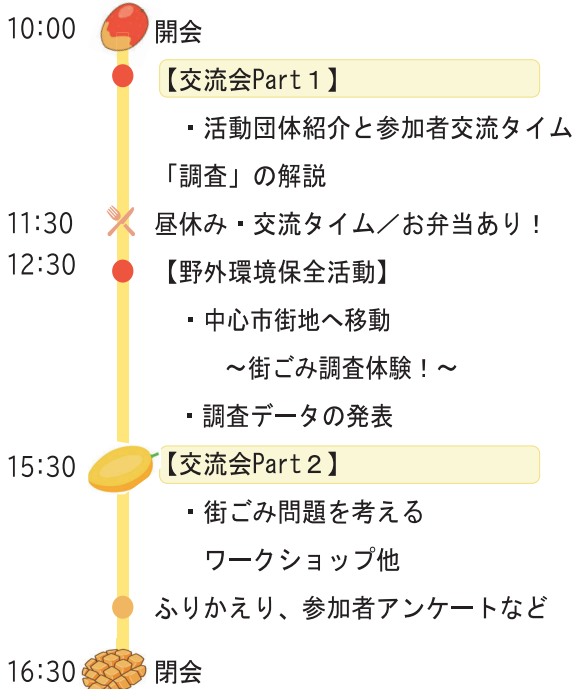 10:00 開会
【交流会Part１】
・活動団体紹介と参加者交流タイム
「調査」の解説
11:30 昼休み・交流タイム／お弁当あり！
12:30 【野外環境保全活動】
・中心市街地へ移動
～街ごみ調査体験！～
・調査データの発表
15:30 【交流会Part２】
・街ごみ問題を考える
ワークショップ他
ふりかえり、参加者アンケートなど
16:30 閉会